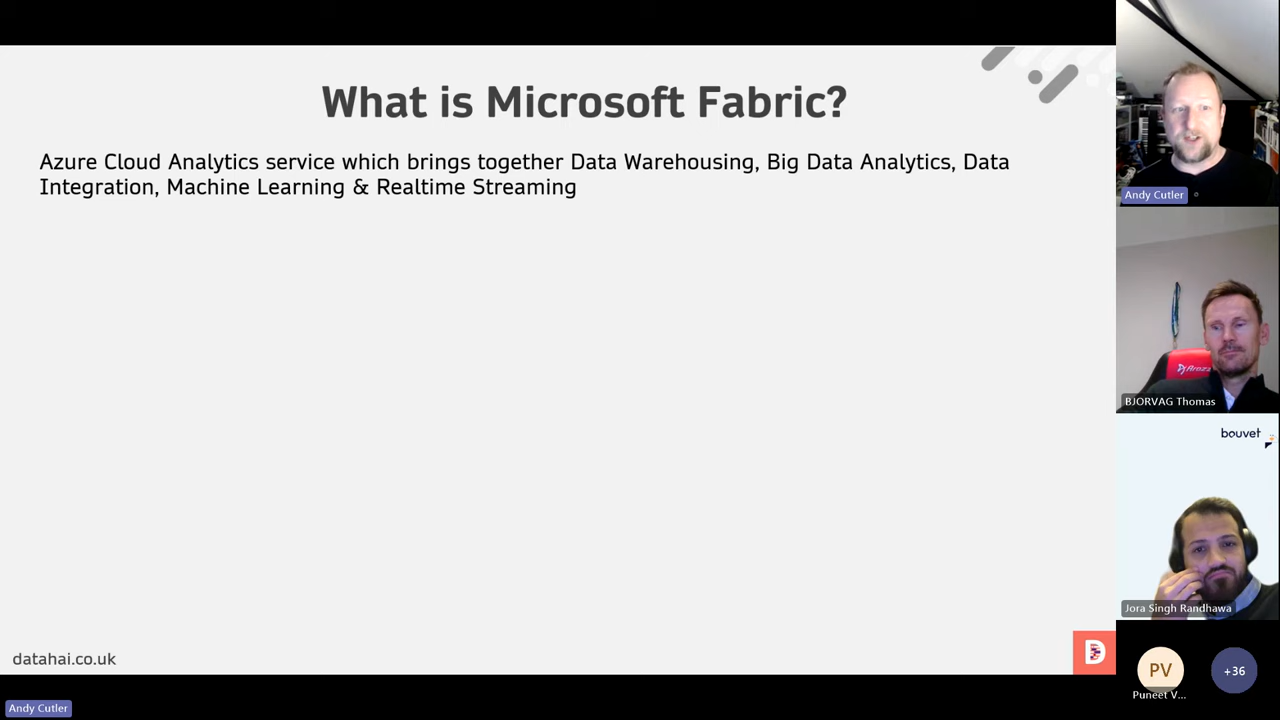 What is Microsoft Fabric?
Azure Cloud Analytics service which brings together Data Warehousing, Big Data Analytics, Data
Integration, Machine Learning & Realtime Streaming
datahai.co.uk
D
Andy Cutler
Andy Cutler
BJORVAG Thomas
bouvet
Jora Singh Randhawa
PV
Puneet V...
+36